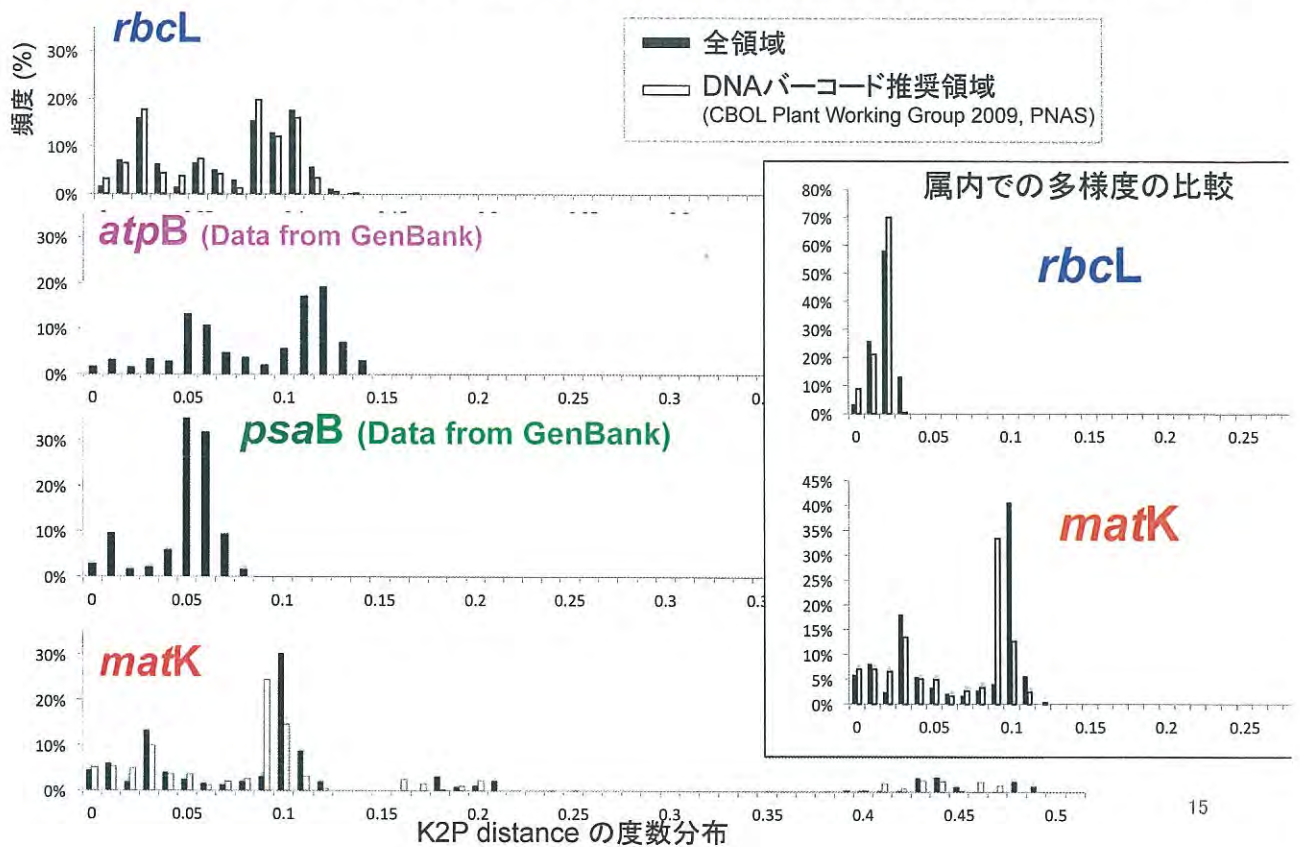 rbcL
頻度 (%)
30%
20%
10%
0%
全領域
DNAバーコード推奨領域
(CBOL Plant Working Group 2009, PNAS)
atpB (Data from GenBank)
30%
20%
10%
0%
0 0.05 0.1 0.15 0.2 0.25 0.3 0.35
psaB (Data from GenBank)
30%
20%
10%
0%
0 0.05 0.1 0.15 0.2 0.25 0.3
matK
30%
20%
10%
0%
0 0.05 0.1 0.15 0.2 0.25 0.3 0.35 0.4 0.45 0.5
K2P distance の度数分布
属内での多様度の比較
rbcL
80%
70%
60%
50%
40%
30%
20%
10%
0%
0 0.05 0.1 0.15 0.2 0.25
matK
45%
40%
35%
30%
25%
20%
15%
10%
5%
0%
0 0.05 0.1 0.15 0.2 0.25
15